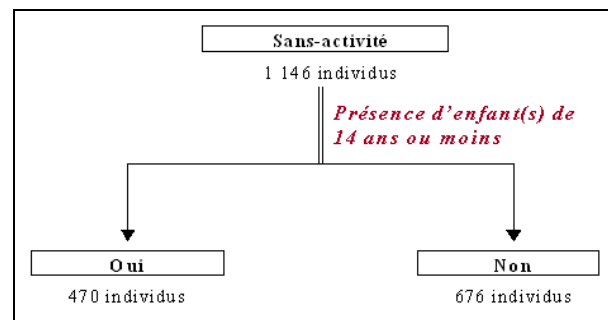 Sans-activité
1 146 individus
Présence d'enfant(s) de
14 ans ou moins
Oui
Non
470 individus
676 individus